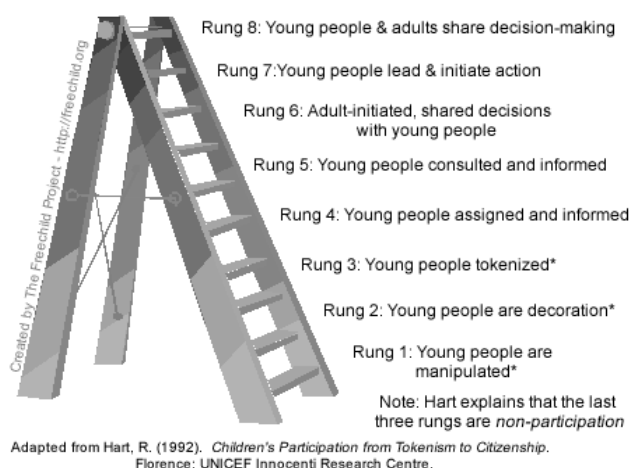 Rung 8: Young people & adults share decision-making
Rung 7:Young people lead & initiate action
Rung 6: Adult-initiated, shared decisions
with young people
Rung 5: Young people consulted and informed
Rung 4: Young people assigned and informed
Rung 3: Young people tokenized*
Rung 2: Young people are decoration*
Rung 1: Young people are
manipulated*
Note: Hart explains that the last
three rungs are non-participation
Created by The Freechild Project - http://freechild.org
Adapted from Hart, R. (1992). Children's Participation from Tokenism to Citizenship.
Florence: UNICEF Innocenti Research Centre.